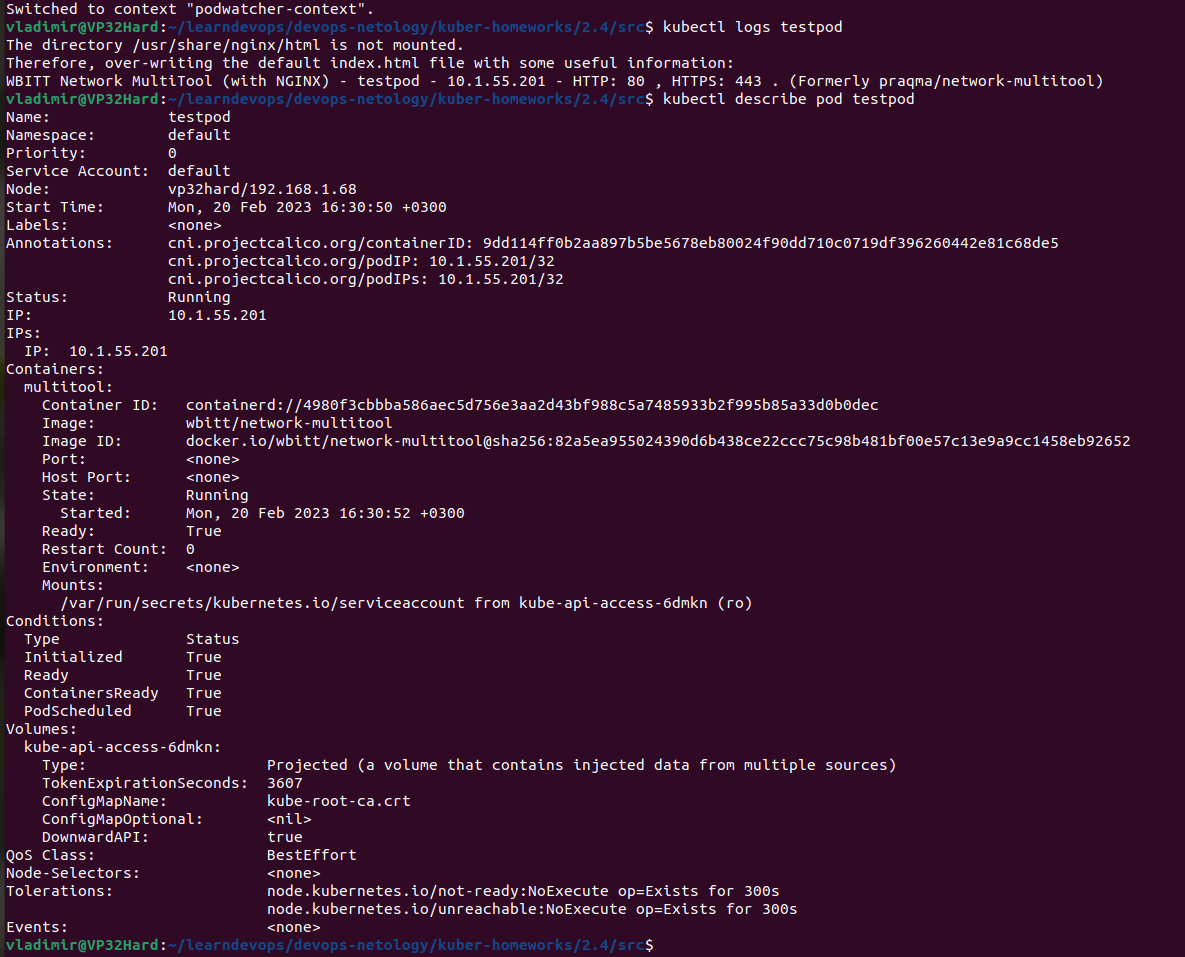 Switched to context "podwatcher-context".
vladimir@VP32Hard:~/learndevops/devops-netology/kuber-homeworks/2.4/src$ kubectl logs testpod
The directory /usr/share/nginx/html is not mounted.
Therefore, over-writing the default index.html file with some useful information:
WBITT Network MultiTool (with NGINX) - testpod - 10.1.55.201 - HTTP: 80 , HTTPS: 443 . (Formerly praqma/network-multitool)
vladimir@VP32Hard:~/learndevops/devops-netology/kuber-homeworks/2.4/src$ kubectl describe pod testpod
Name:             testpod
Namespace:        default
Priority:         0
Service Account:  default
Node:             vp32hard/192.168.1.68
Start Time:       Mon, 20 Feb 2023 16:30:50 +0300
Labels:           <none>
Annotations:      cni.projectcalico.org/containerID: 9dd114ff0b2aa897b5be5678eb80024f90dd710c0719df396260442e81c68de5
                  cni.projectcalico.org/podIP: 10.1.55.201/32
                  cni.projectcalico.org/podIPs: 10.1.55.201/32
Status:           Running
IP:               10.1.55.201
IPs:
  IP:  10.1.55.201
Containers:
  multitool:
    Container ID:   containerd://4980f3cbbba586aec5d756e3aa2d43bf988c5a7485933b2f995b85a33d0b0dec
    Image:          wbitt/network-multitool
    Image ID:       docker.io/wbitt/network-multitool@sha256:82a5ea955024390d6b438ce22ccc75c98b481bf00e57c13e9a9cc1458eb92652
    Port:           <none>
    Host Port:      <none>
    State:          Running
      Started:      Mon, 20 Feb 2023 16:30:52 +0300
    Ready:          True
    Restart Count:  0
    Environment:    <none>
    Mounts:
      /var/run/secrets/kubernetes.io/serviceaccount from kube-api-access-6dmkn (ro)
Conditions:
  Type              Status
  Initialized       True
  Ready             True
  ContainersReady   True
  PodScheduled      True
Volumes:
  kube-api-access-6dmkn:
    Type:                    Projected (a volume that contains injected data from multiple sources)
    TokenExpirationSeconds:  3607
    ConfigMapName:           kube-root-ca.crt
    ConfigMapOptional:       <nil>
    DownwardAPI:             true
QoS Class:                   BestEffort
Node-Selectors:              <none>
Tolerations:                 node.kubernetes.io/not-ready:NoExecute op=Exists for 300s
                             node.kubernetes.io/unreachable:NoExecute op=Exists for 300s
Events:                      <none>
vladimir@VP32Hard:~/learndevops/devops-netology/kuber-homeworks/2.4/src$